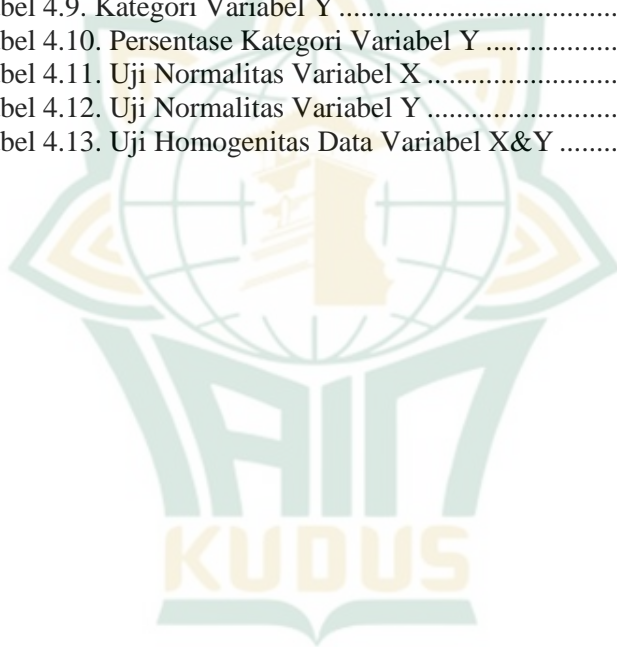 bel 4.9. Kategori Variabel Y ....................................
bel 4.10. Persentase Kategori Variabel Y .................
bel 4.11. Uji Normalitas Variabel X .........................
bel 4.12. Uji Normalitas Variabel Y .........................
bel 4.13. Uji Homogenitas Data Variabel X&Y ........
IAIN
KUDUS